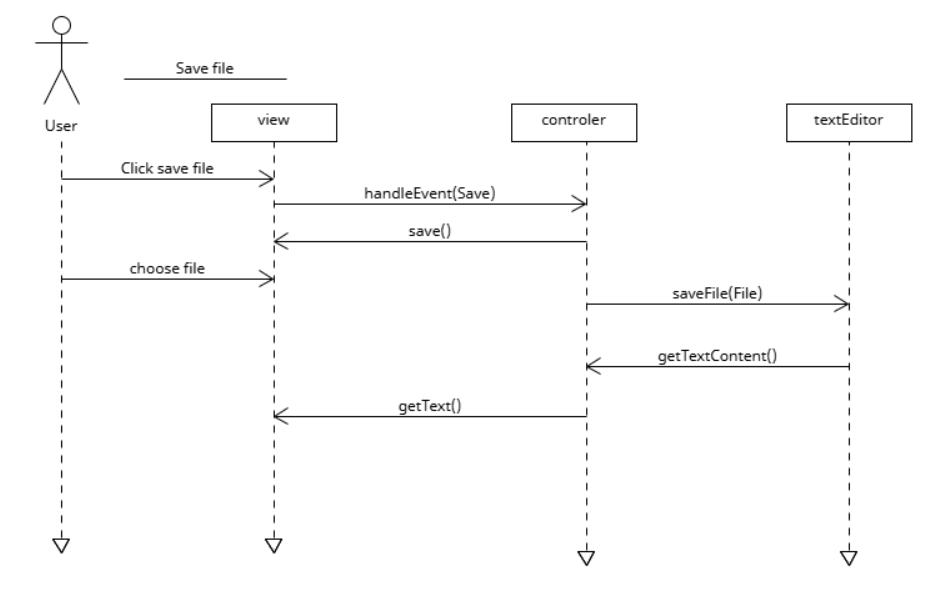 Save file
User
view
controler
textEditor
Click save file
handleEvent(Save)
save()
choose file
saveFile(File)
getTextContent()
getText()